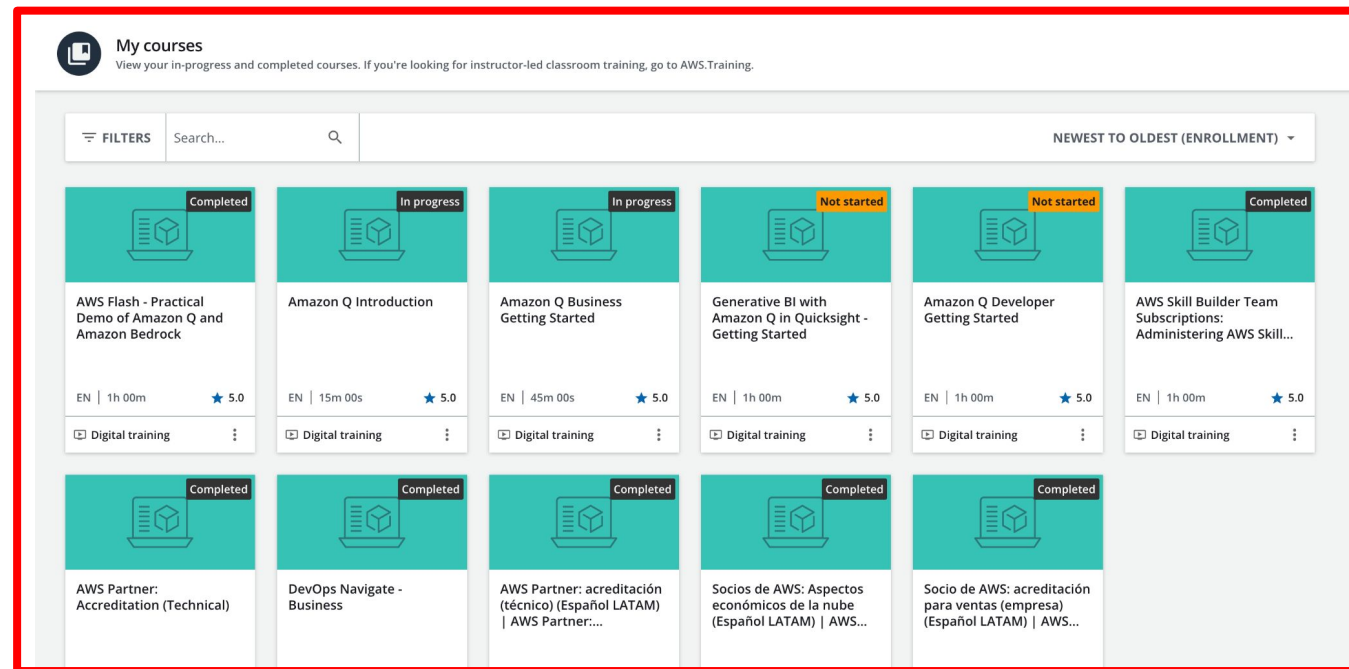 My courses
View your in-progress and completed courses. If you're looking for instructor-led classroom training, go to AWS.Training.
FILTERS
Search...
NEWEST TO OLDEST (ENROLLMENT)
Completed
AWS Flash - Practical
Demo of Amazon Q and
Amazon Bedrock
EN | 1h 00m
5.0
Digital training
In progress
Amazon Q Introduction
EN | 15m 00s
5.0
Digital training
In progress
Amazon Q Business
Getting Started
EN | 45m 00s
5.0
Digital training
Not started
Generative BI with
Amazon Q in Quicksight -
Getting Started
EN | 1h 00m
5.0
Digital training
Not started
Amazon Q Developer
Getting Started
EN | 1h 00m
5.0
Digital training
Completed
AWS Skill Builder Team
Subscriptions:
Administering AWS Skill...
EN | 1h 00m
5.0
Digital training
Completed
AWS Partner:
Accreditation (Technical)
Completed
DevOps Navigate -
Business
Completed
AWS Partner: acreditación
(técnico) (Español LATAM)
| AWS Partner:...
Completed
Socios de AWS: Aspectos
económicos de la nube
(Español LATAM) | AWS...
Completed
Socio de AWS: acreditación
para ventas (empresa)
(Español LATAM) | AWS...